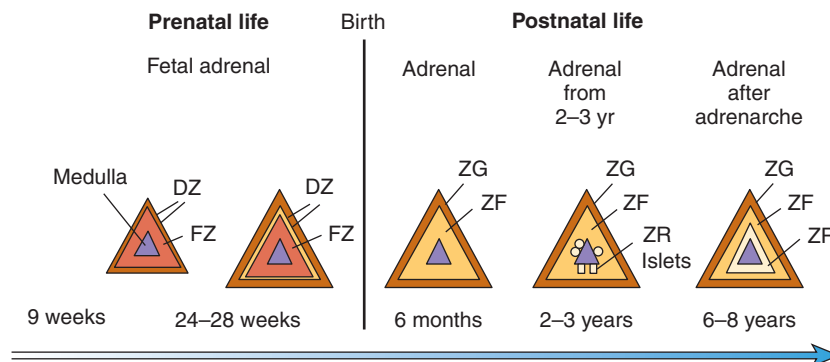 Prenatal life
Birth
Postnatal life
Fetal adrenal
Adrenal
Adrenal
from
2–3 yr
Adrenal
after
adrenarche
Medulla
DZ
FZ
DZ
FZ
ZG
ZF
ZG
ZF
ZR
Islets
ZG
ZF
9 weeks
24–28 weeks
6 months
2–3 years
6–8 years